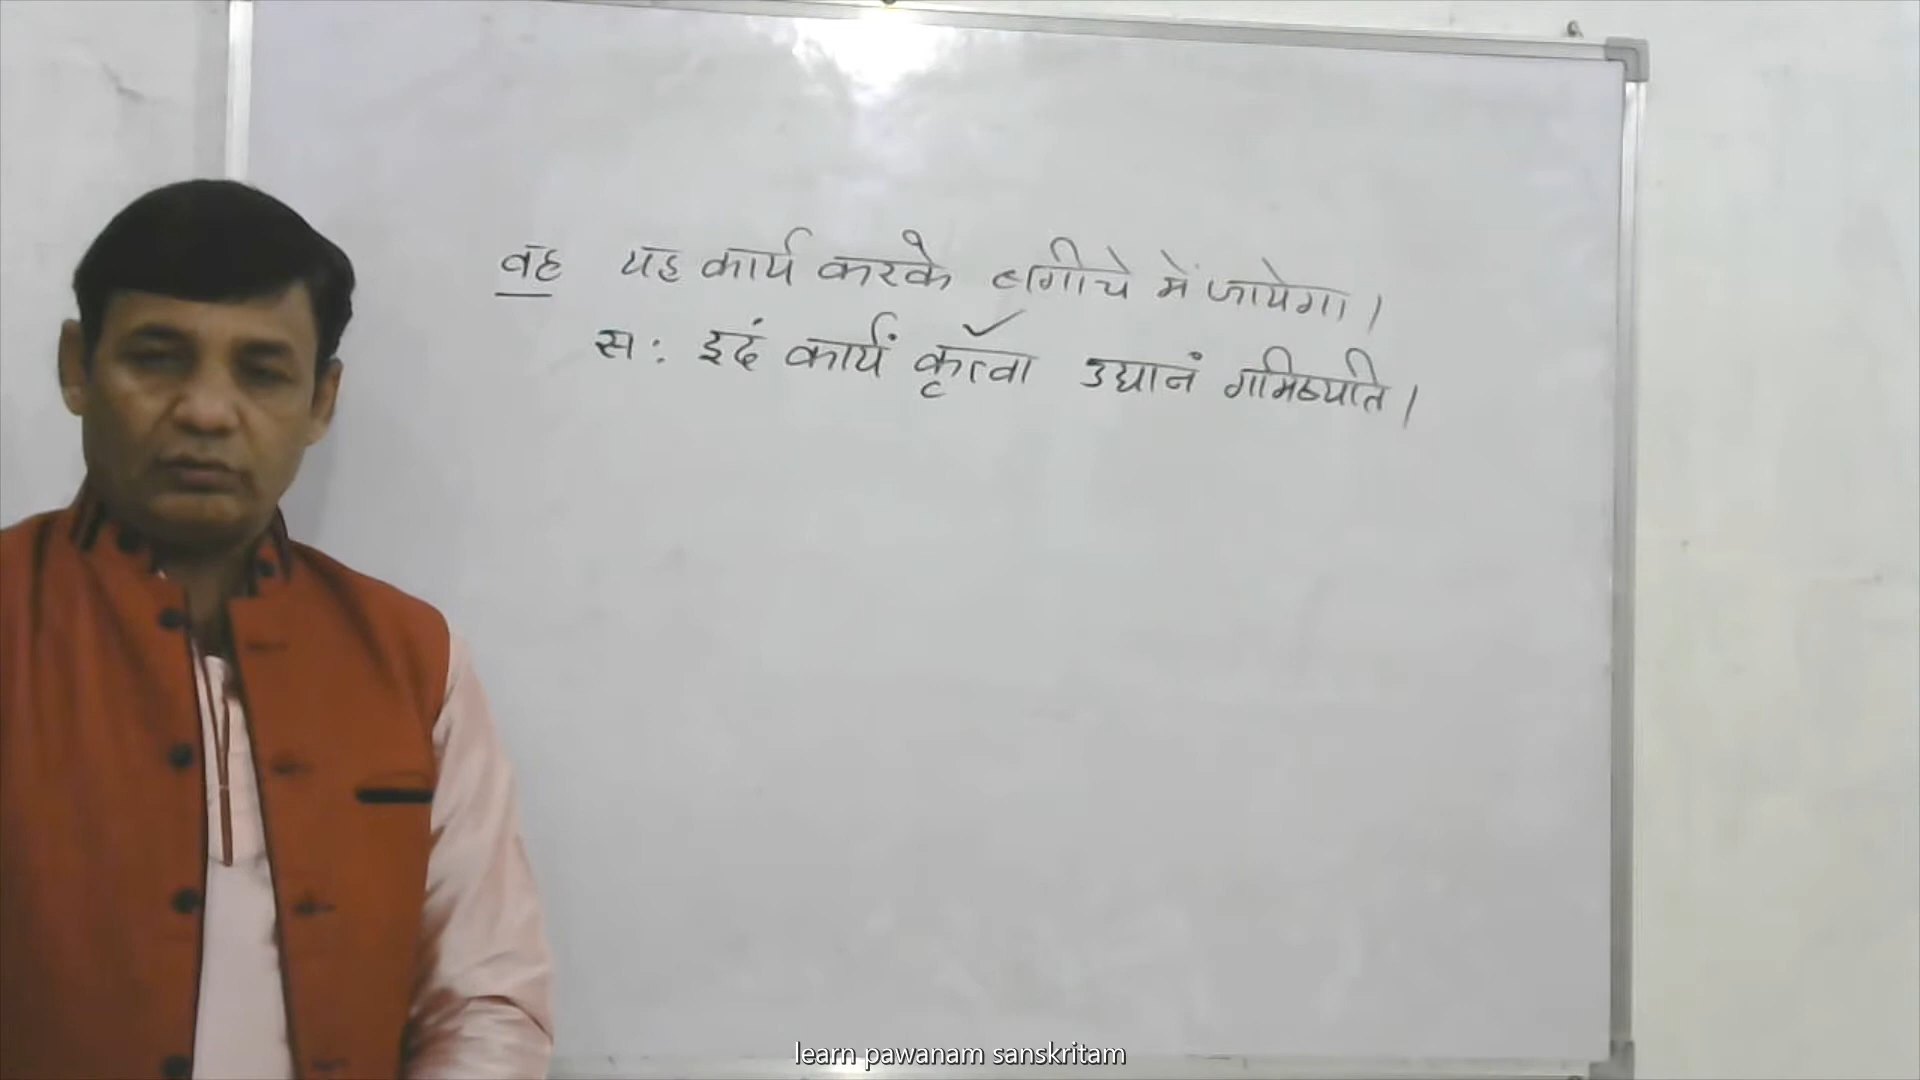 वह यह कार्य करके बगीचे में जायेगा।
स: इदं कार्यं कृत्वा उद्यानं गमिष्यति।
learn pawanam sanskritam